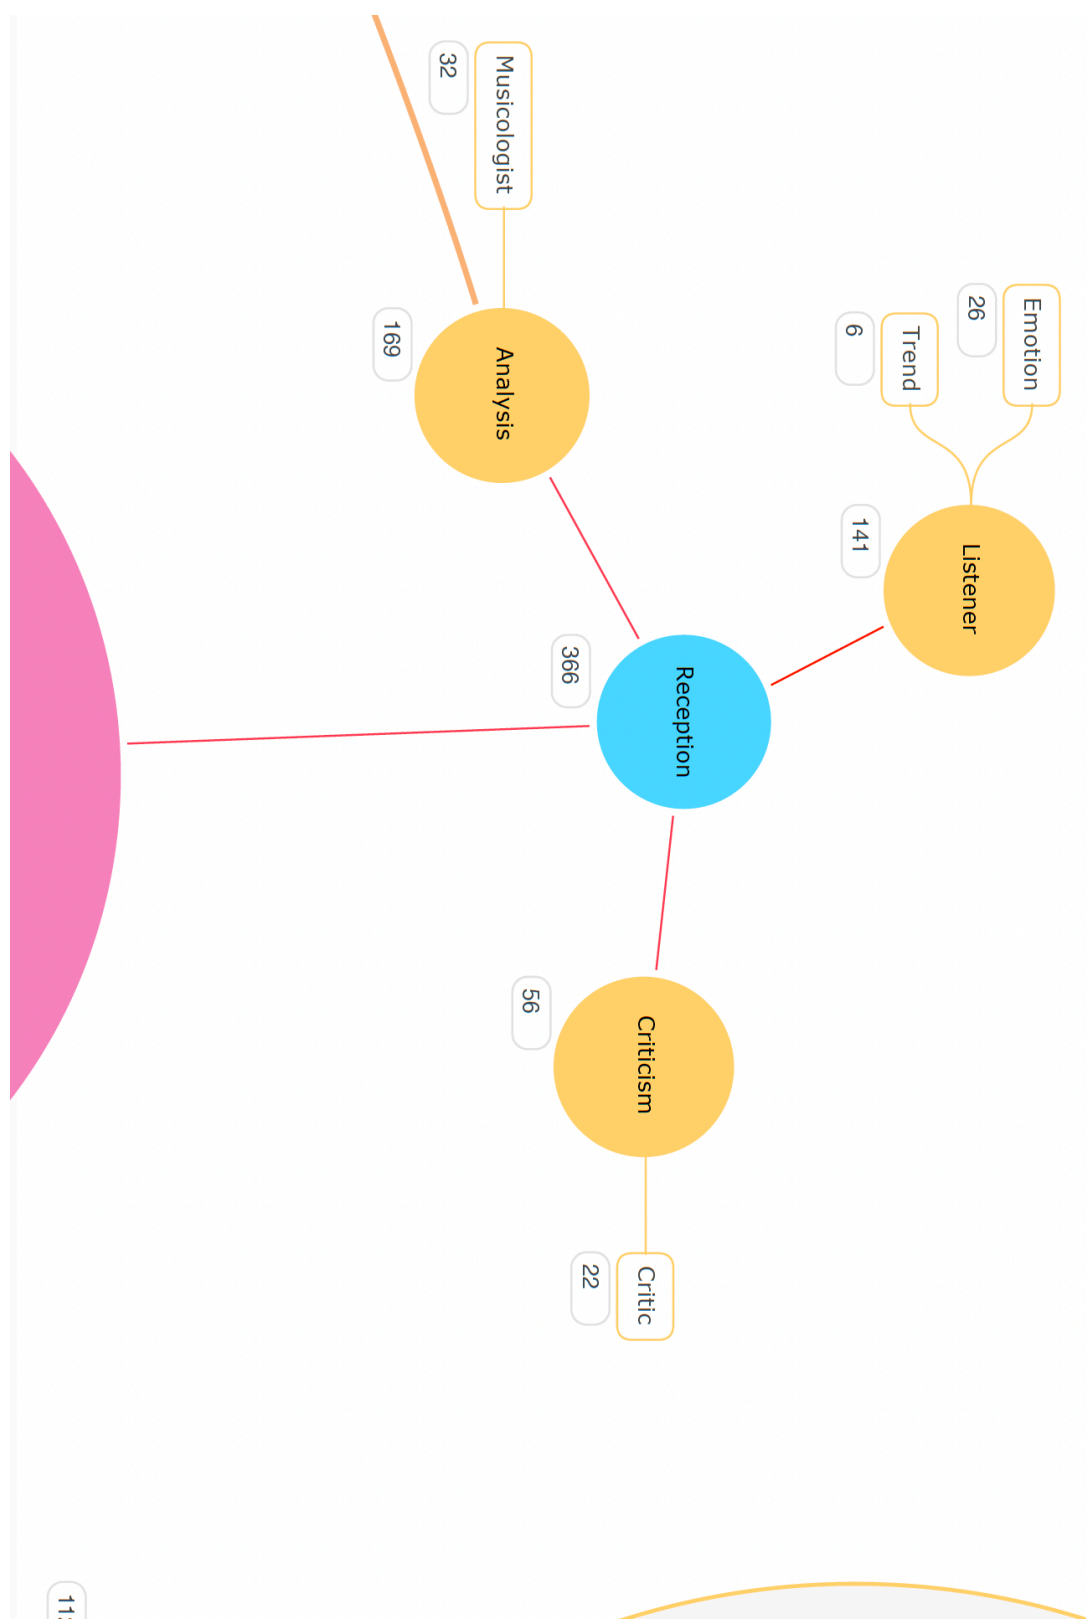 Emotion
26
Trend
6
Listener
141
Musicologist
32
Analysis
169
Reception
366
Criticism
56
Critic
22